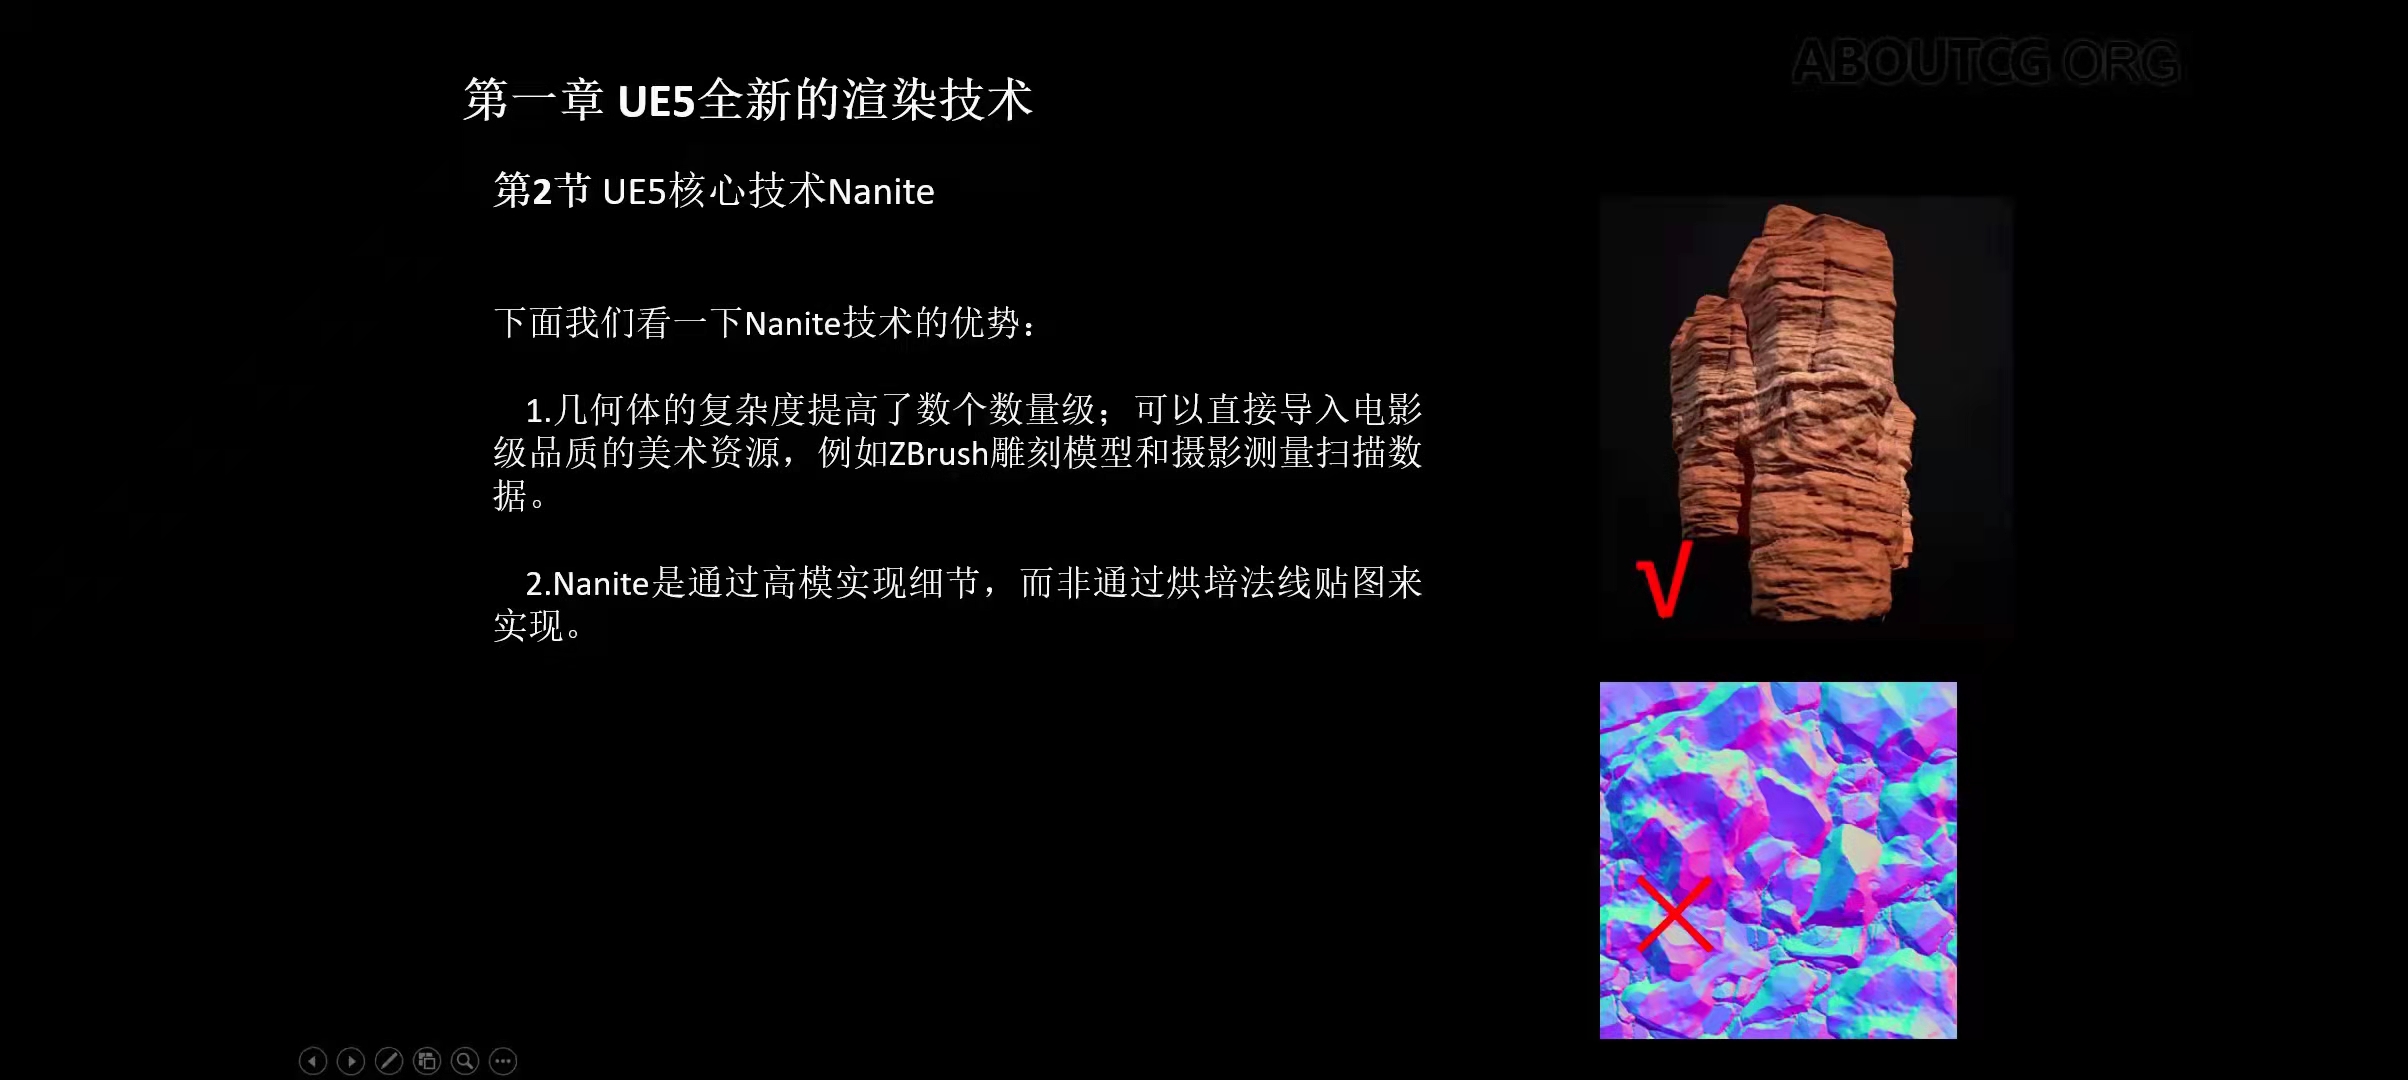 ABOUTCG ORG
第一章 UE5全新的渲染技术
第2节 UE5核心技术Nanite
下面我们看一下Nanite技术的优势：
1.几何体的复杂度提高了数个数量级；可以直接导入电影
级品质的美术资源，例如ZBrush雕刻模型和摄影测量扫描数
据。
2.Nanite是通过高模实现细节，而非通过烘培法线贴图来
实现。